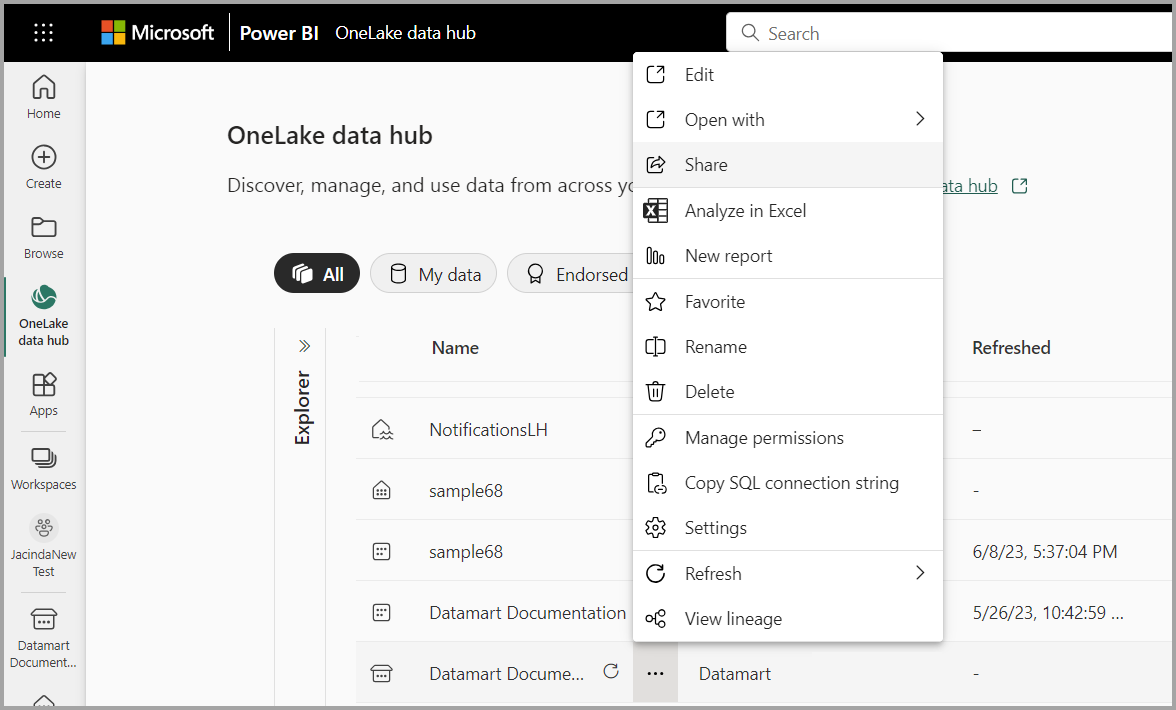 Microsoft Power BI OneLake data hub Search
Home
Create
Browse
OneLake
data hub
Apps
Workspaces
JacindaNew
Test
Datamart
Document...
OneLake data hub
Discover, manage, and use data from across
data hub
All My data Endorsed
Explorer
Name Refreshed
NotificationsLH –
sample68 -
sample68 6/8/23, 5:37:04 PM
Datamart Documentation 5/26/23, 10:42:59 ...
Datamart Docume... Datamart -
Edit
Open with
Share
Analyze in Excel
New report
Favorite
Rename
Delete
Manage permissions
Copy SQL connection string
Settings
Refresh
View lineage